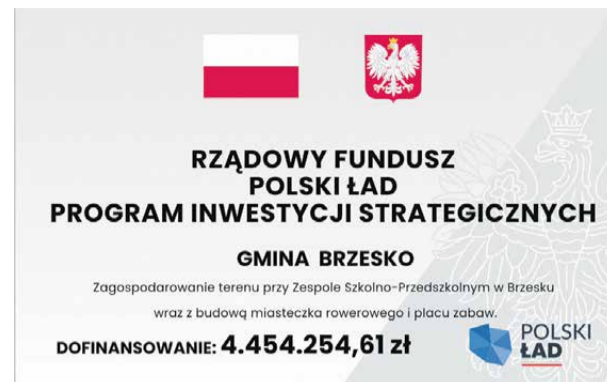 RZĄDOWY FUNDUSZ
POLSKI ŁAD
PROGRAM INWESTYCJI STRATEGICZNYCH
GMINA BRZESKO
Zagospodarowanie terenu przy Zespole Szkolno-Przedszkolnym w Brzesku
wraz z budową miasteczka rowerowego i placu zabaw.
DOFINANSOWANIE: 4.454.254,61 zł
POLSKI
ŁAD